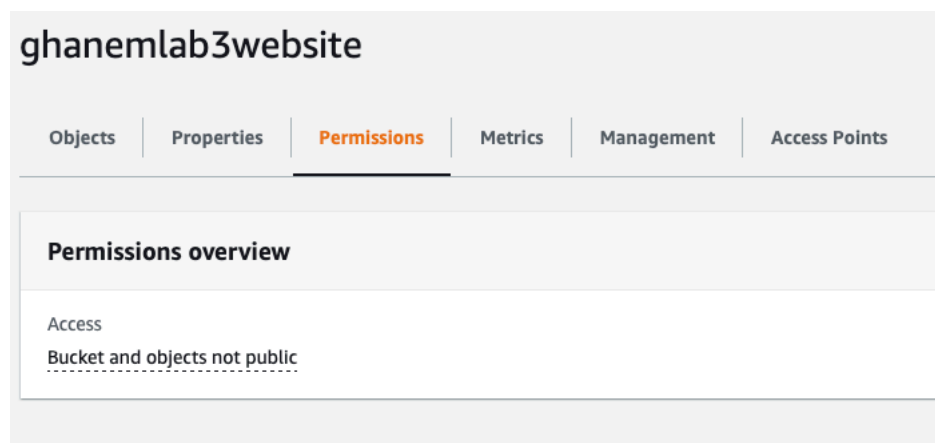 ghanemlab3website
Objects Properties Permissions Metrics Management Access Points
Permissions overview
Access
Bucket and objects not public